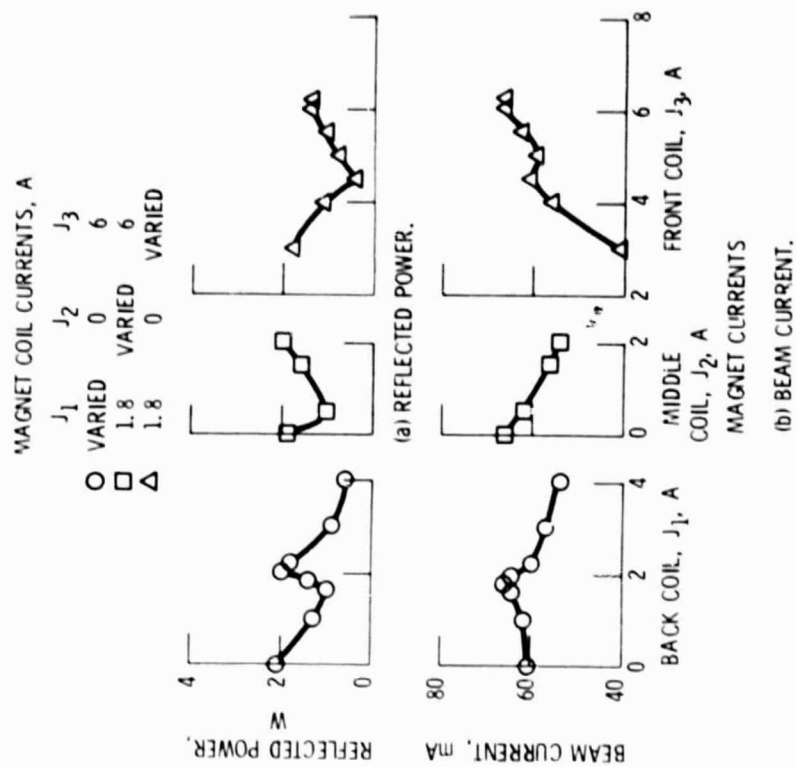 MAGNET COIL CURRENTS, A
J1 J2 J3
VARIED 0 6
1.8 VARIED 6
1.8 0 VARIED
REFLECTED POWER,
W
4
2
0
(a) REFLECTED POWER.
BEAM CURRENT, mA
80
60
40
0 2 4
0 2
2 4 6 8
BACK COIL, J1, A
MIDDLE
COIL, J2, A
FRONT COIL, J3, A
MAGNET CURRENTS
(b) BEAM CURRENT.